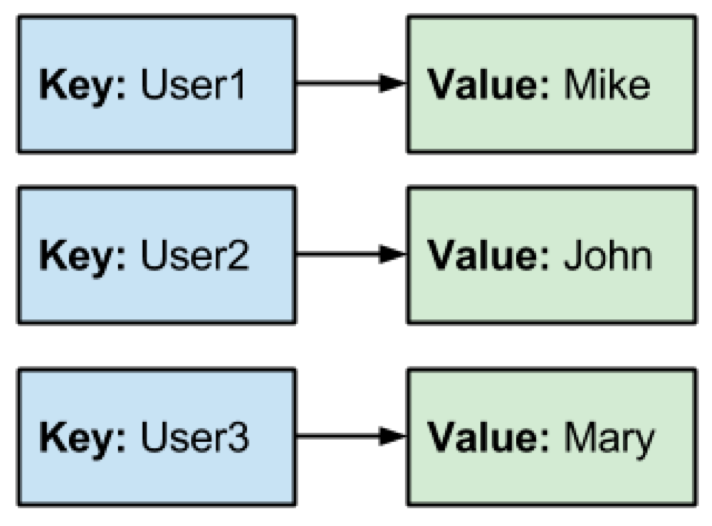 Key: User1
Value: Mike
Key: User2
Value: John
Key: User3
Value: Mary